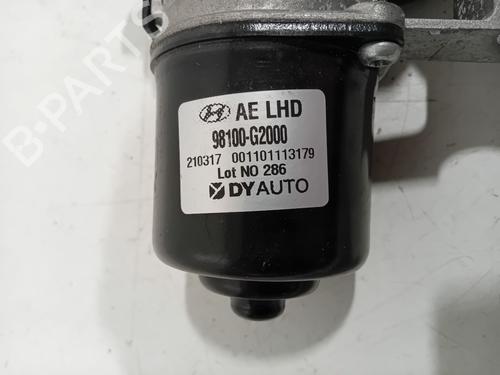 AE LHD
98100-G2000
210317 001101113179
Lot NO 286
DYAUTO
B-PARTS